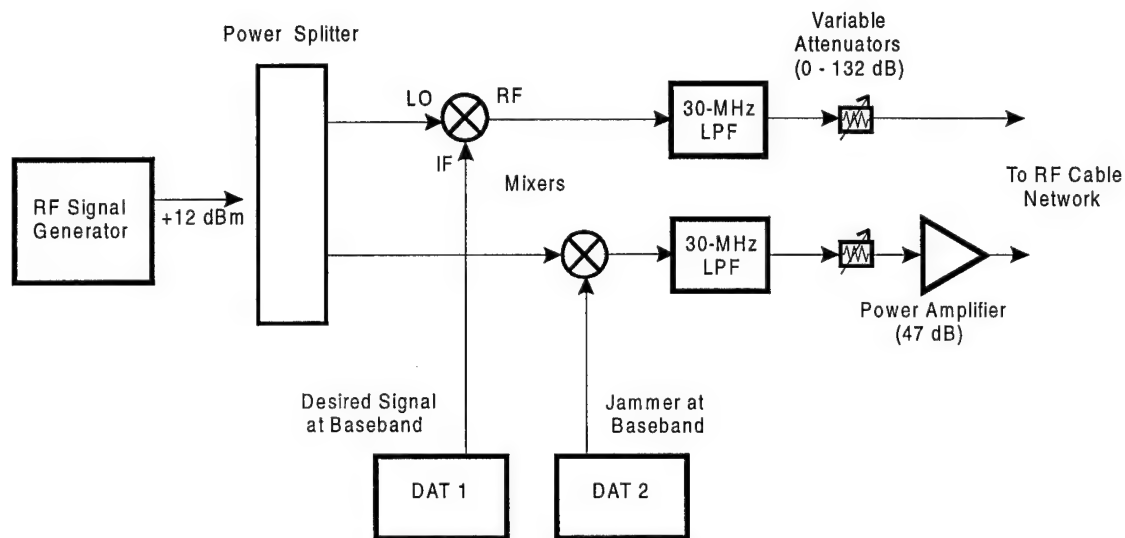 Power Splitter
Variable
Attenuators
(0 - 132 dB)
LO
RF
30-MHz
LPF
IF
RF Signal
Generator
+12 dBm
Mixers
To RF Cable
Network
30-MHz
LPF
Power Amplifier
(47 dB)
Desired Signal
at Baseband
Jammer at
Baseband
DAT 1
DAT 2